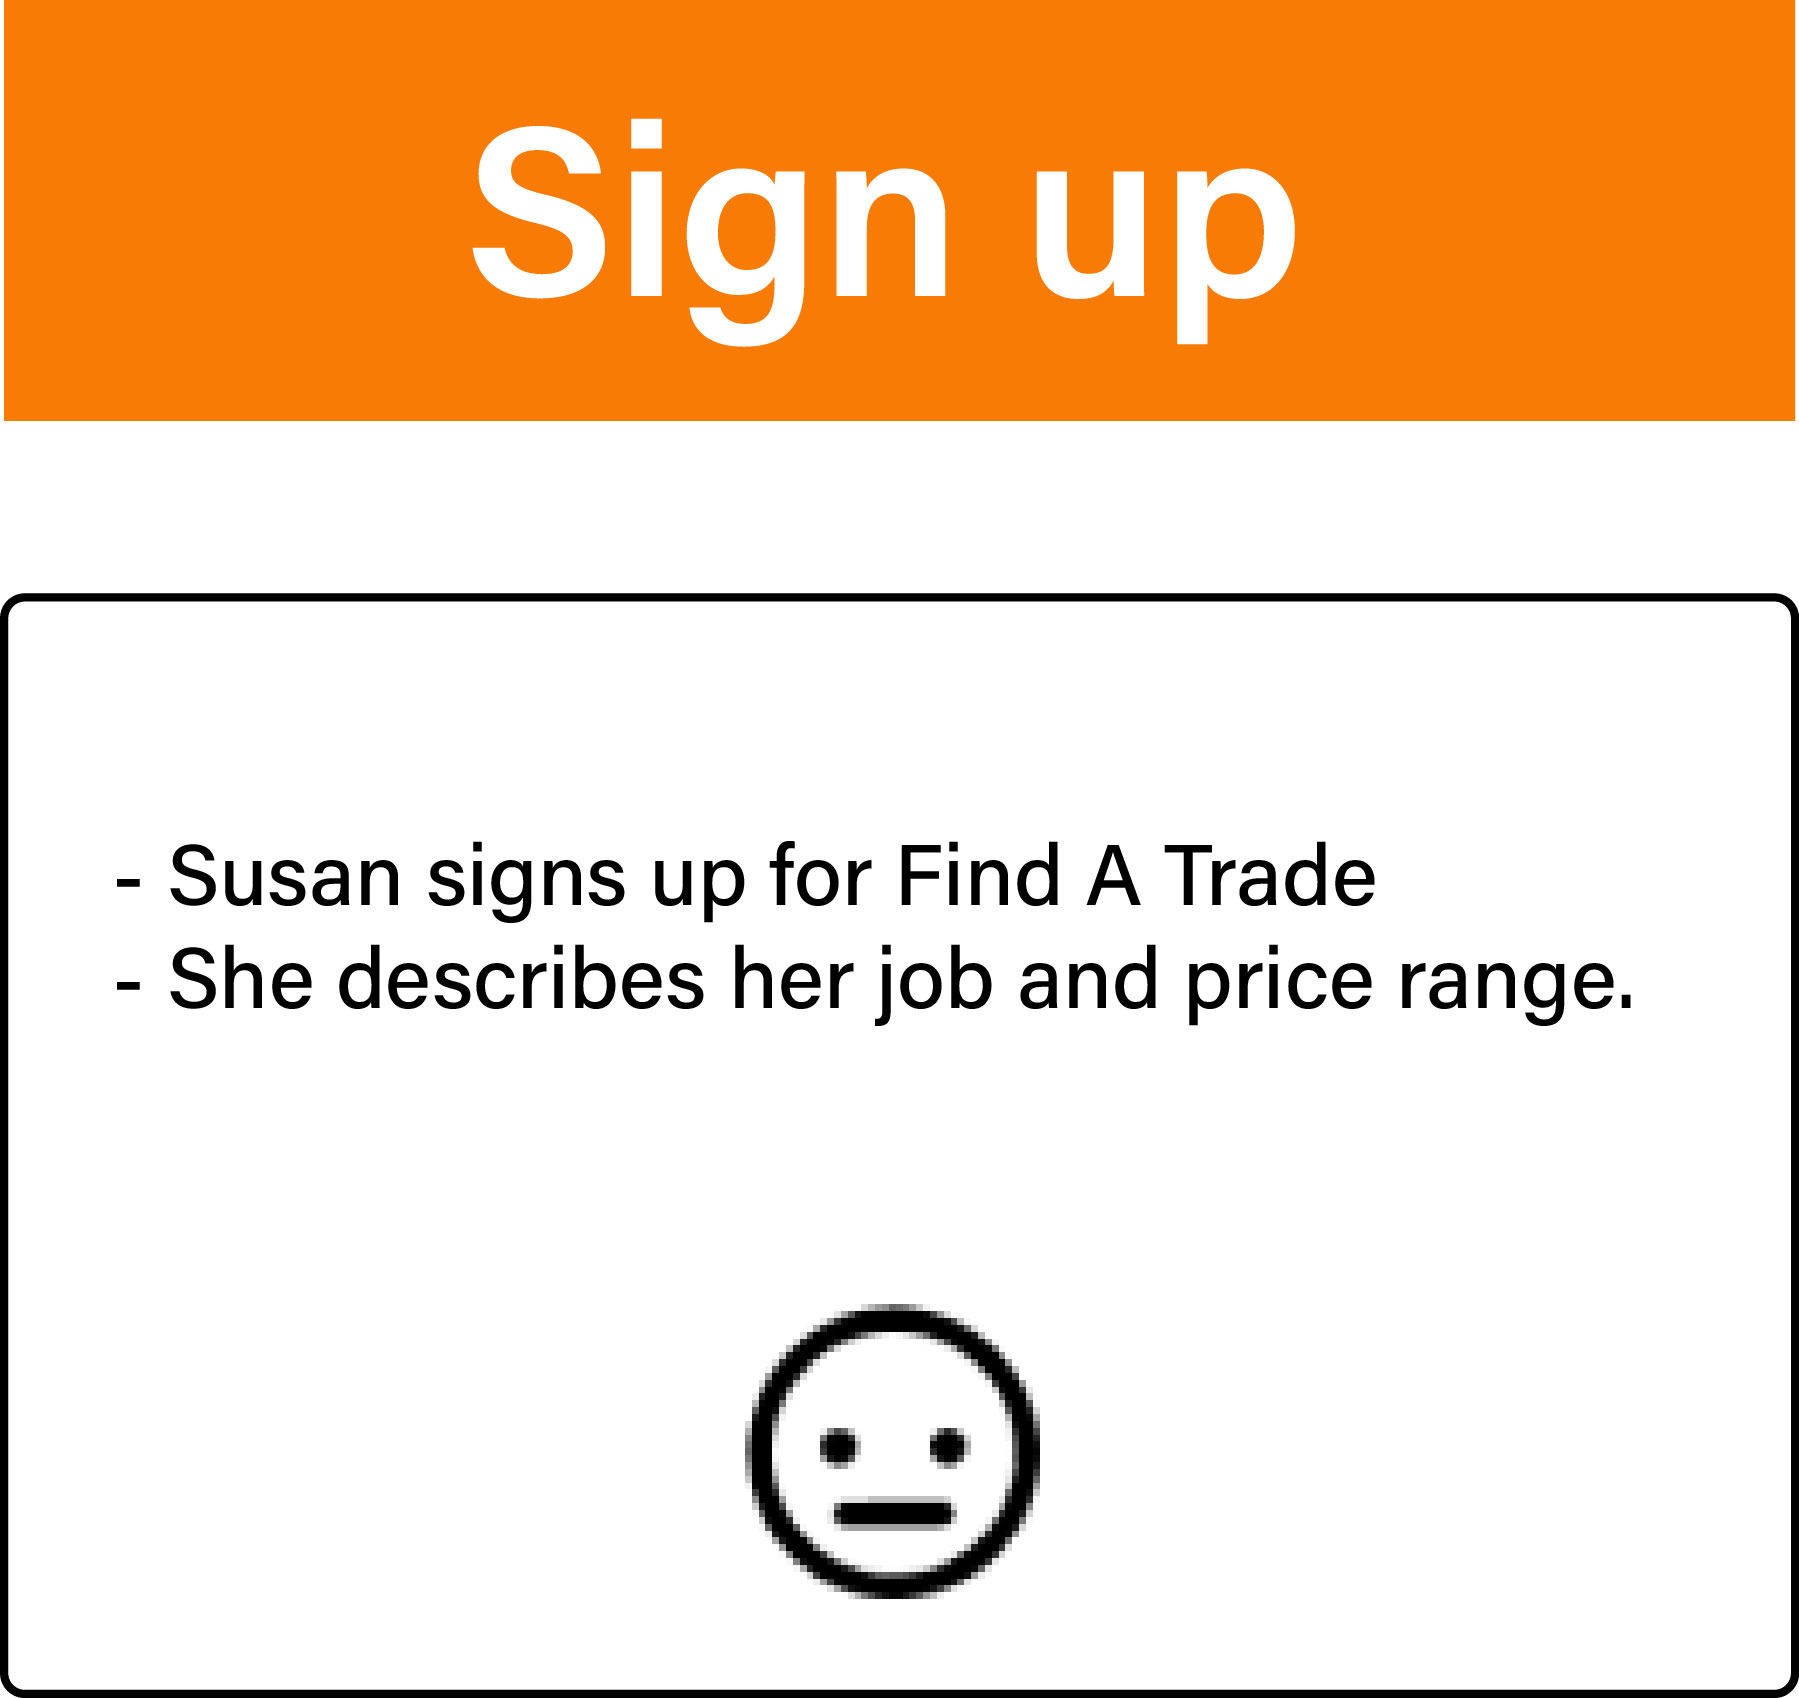 Sign up
- Susan signs up for Find A Trade
- She describes her job and price range.